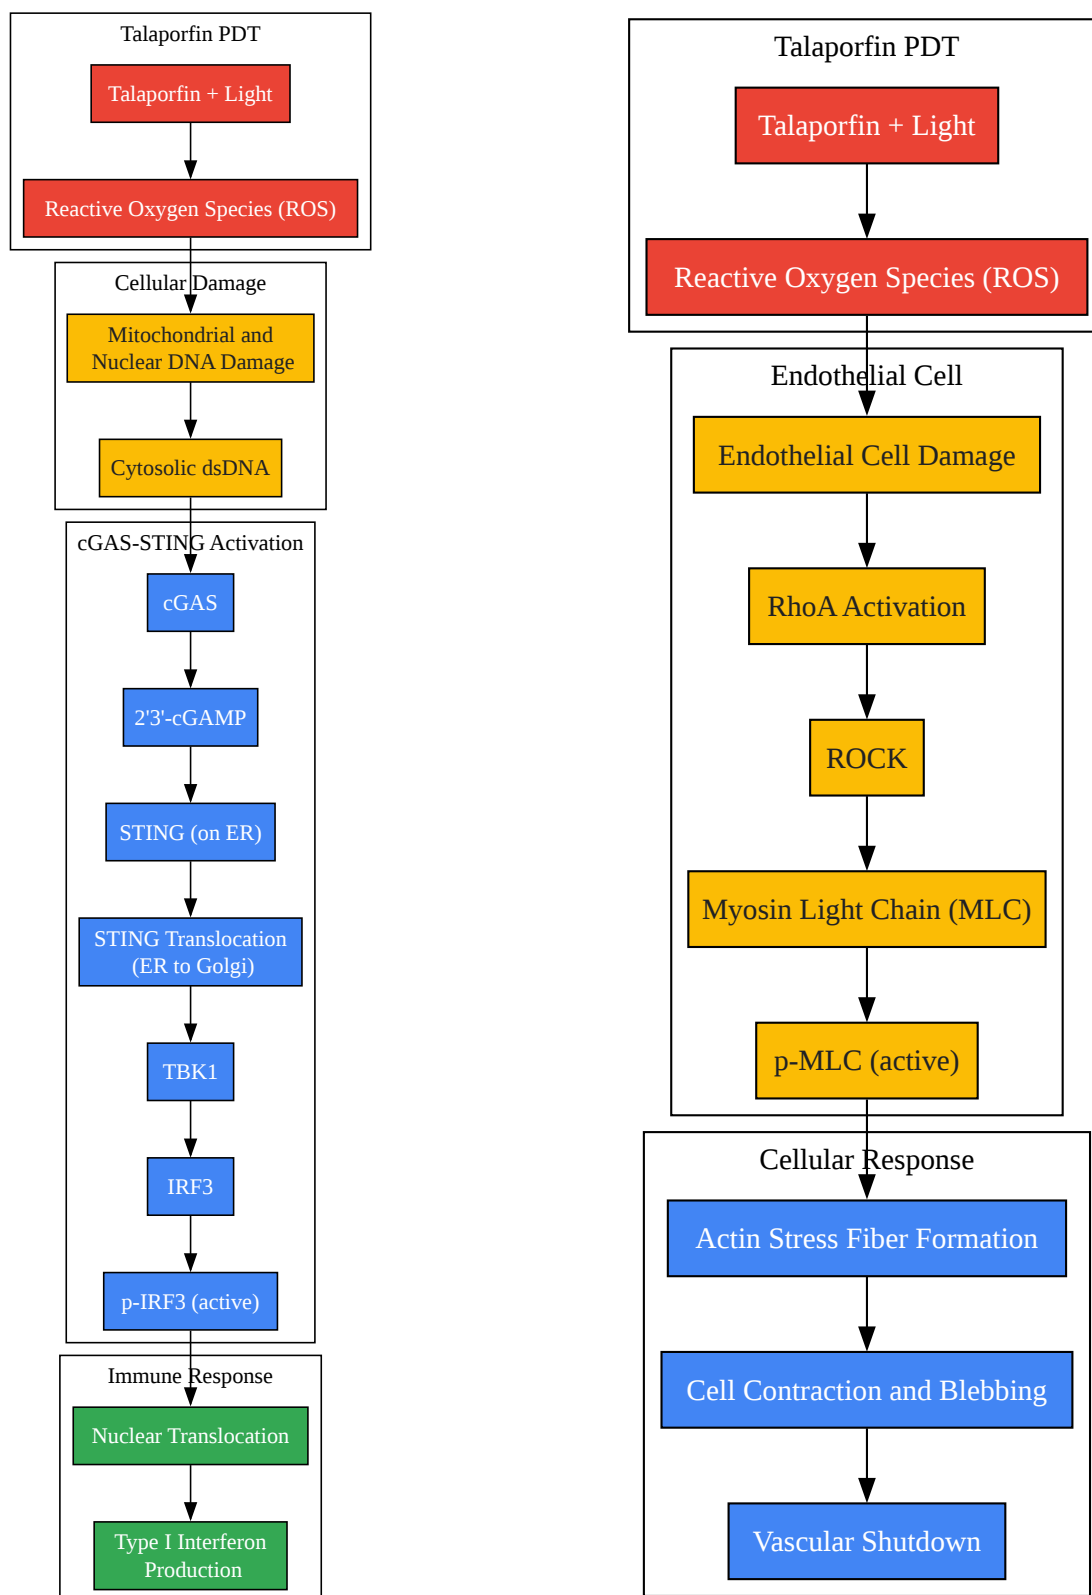 Talaporfin PDT
Talaporfin + Light
Reactive Oxygen Species (ROS)
Cellular Damage
Mitochondrial and
Nuclear DNA Damage
Cytosolic dsDNA
cGAS-STING Activation
cGAS
2'3'-cGAMP
STING (on ER)
STING Translocation
(ER to Golgi)
TBK1
IRF3
p-IRF3 (active)
Immune Response
Nuclear Translocation
Type I Interferon
Production
Talaporfin PDT
Talaporfin + Light
Reactive Oxygen Species (ROS)
Endothelial Cell
Endothelial Cell Damage
RhoA Activation
ROCK
Myosin Light Chain (MLC)
p-MLC (active)
Cellular Response
Actin Stress Fiber Formation
Cell Contraction and Blebbing
Vascular Shutdown